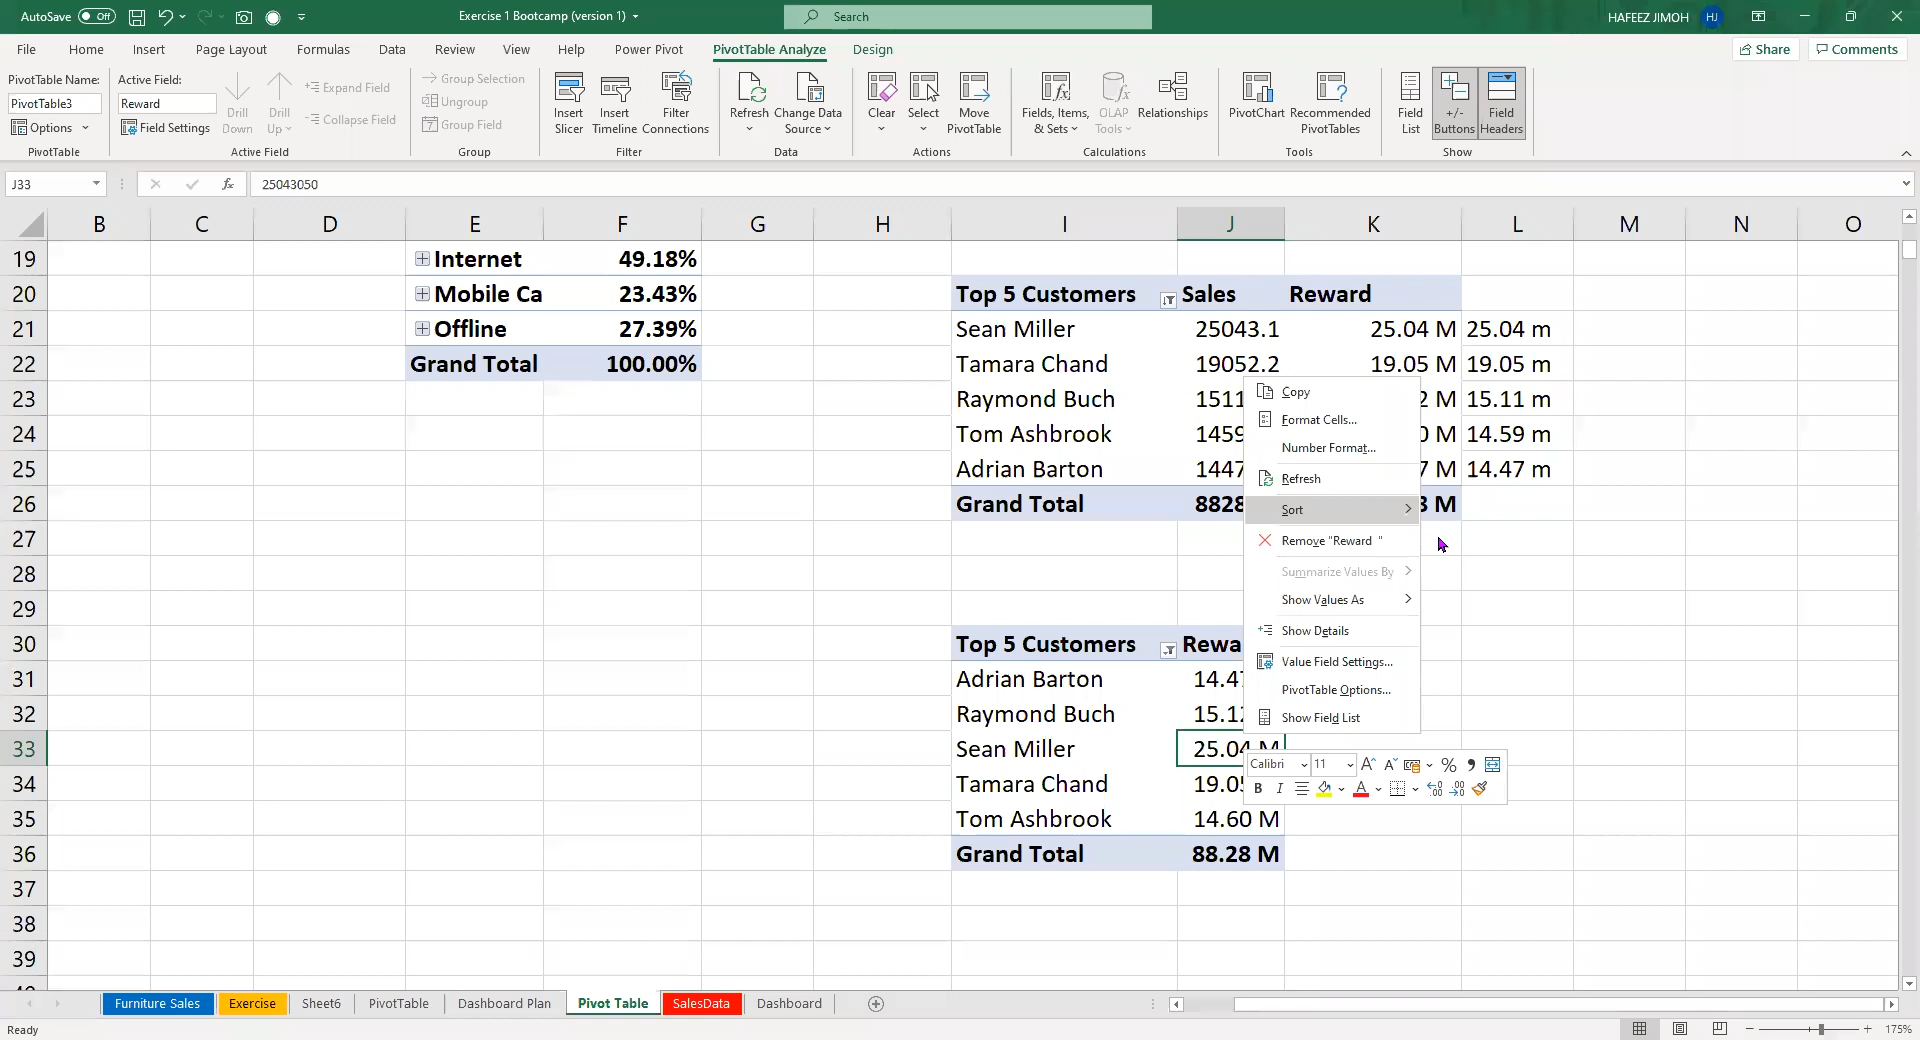 AutoSave Off Exercise 1 Bootcamp (version 1) Search HAFEEZ JIMOH HJ
File Home Insert Page Layout Formulas Data Review View Help Power Pivot PivotTable Analyze Design Share Comments
PivotTable Name:
PivotTable3
Options
PivotTable
Active Field:
Reward
Field Settings
Drill Down
Drill Up
Expand Field
Collapse Field
Active Field
Group Selection
Ungroup
Group Field
Group
Insert Slicer
Insert Timeline
Filter Connections
Filter
Refresh
Change Data Source
Data
Clear
Select
Move PivotTable
Actions
Fields, Items, & Sets
OLAP Tools
Relationships
Calculations
PivotChart
Recommended PivotTables
Tools
Field List
+/- Buttons
Field Headers
Show
J33 fx 25043050
B C D E F G H I J K L M N O
19 Internet 49.18%
20 Mobile Ca 23.43% Top 5 Customers Sales Reward
21 Offline 27.39% Sean Miller 25043.1 25.04 M 25.04 m
22 Grand Total 100.00% Tamara Chand 19052.2 19.05 M 19.05 m
23 Raymond Buch 1511 2 M 15.11 m
24 Tom Ashbrook 1459 0 M 14.59 m
25 Adrian Barton 1447 7 M 14.47 m
26 Grand Total 8828 8 M
27
28
29
30 Top 5 Customers Rewa
31 Adrian Barton 14.47
32 Raymond Buch 15.12
33 Sean Miller 25.04 M
34 Tamara Chand 19.05
35 Tom Ashbrook 14.60 M
36 Grand Total 88.28 M
37
38
39
Copy
Format Cells...
Number Format...
Refresh
Sort
Remove "Reward "
Summarize Values By
Show Values As
Show Details
Value Field Settings...
PivotTable Options...
Show Field List
Calibri 11 A A % 9
B I A
Furniture Sales Exercise Sheet6 PivotTable Dashboard Plan Pivot Table SalesData Dashboard
Ready 175%